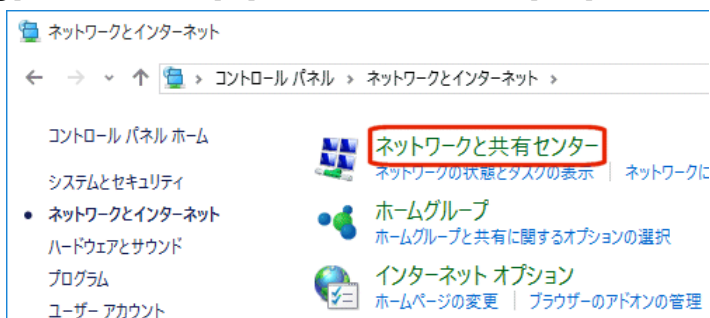 ネットワークとインターネット
コントロール パネル › ネットワークとインターネット ›
コントロール パネル ホーム
システムとセキュリティ
ネットワークとインターネット
ハードウェアとサウンド
プログラム
ユーザー アカウント
ネットワークと共有センター
ネットワークの状態とタスクの表示 | ネットワークに
ホームグループ
ホームグループと共有に関するオプションの選択
インターネット オプション
ホームページの変更 | ブラウザーのアドオンの管理